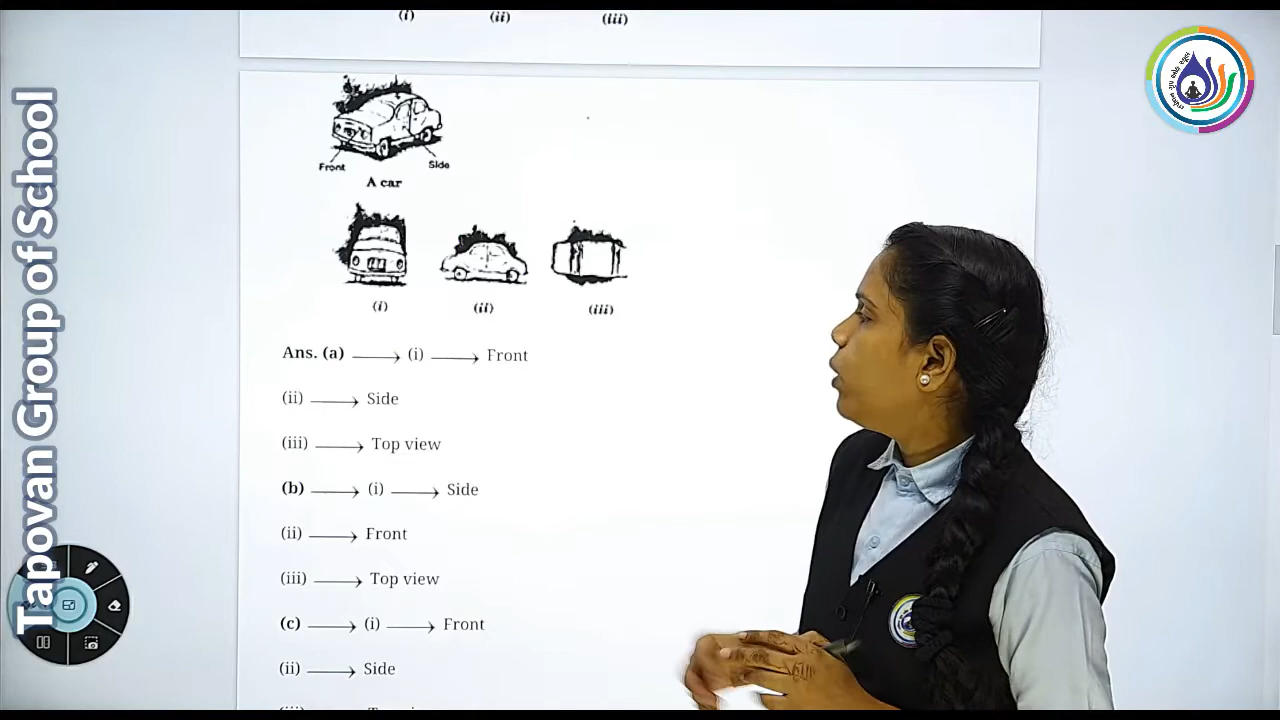 (i) (ii) (iii)
Front Side
A car
(i) (ii) (iii)
Ans. (a) ⟶ (i) ⟶ Front
(ii) ⟶ Side
(iii) ⟶ Top view
(b) ⟶ (i) ⟶ Side
(ii) ⟶ Front
(iii) ⟶ Top view
(c) ⟶ (i) ⟶ Front
(ii) ⟶ Side
Tapovan Group of School